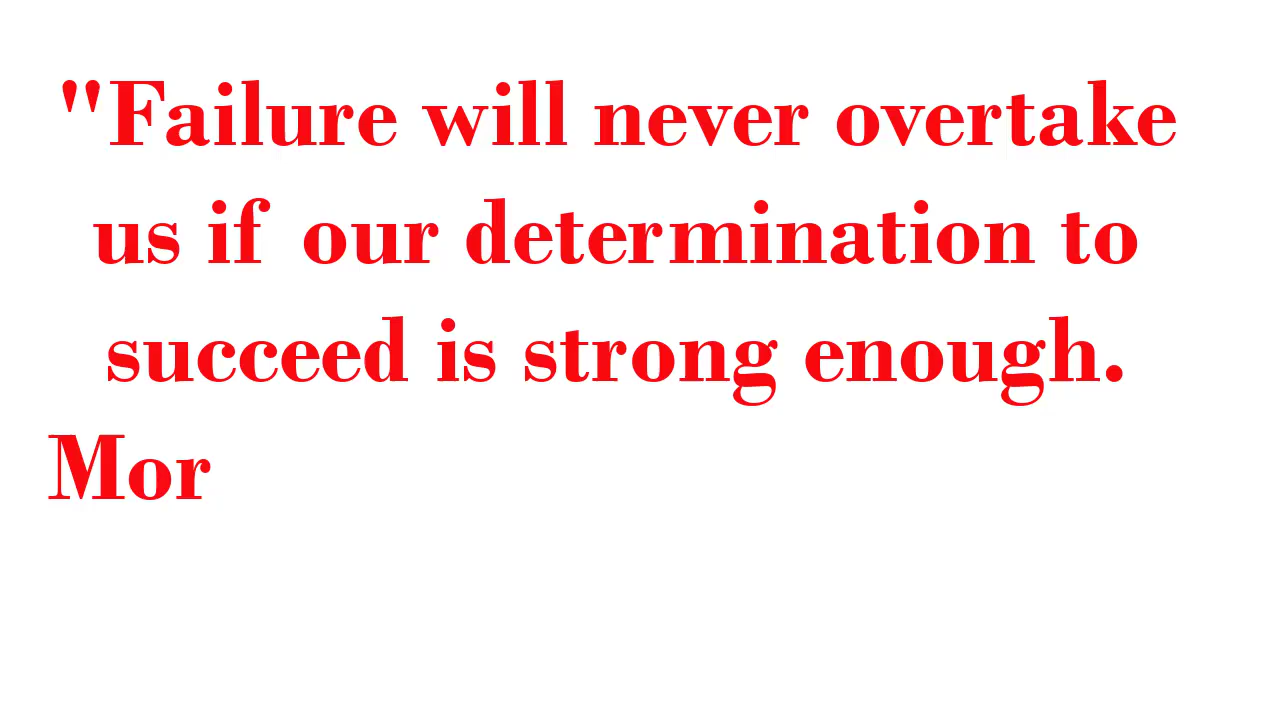 "Failure will never overtake
us if our determination to
succeed is strong enough.
Mor